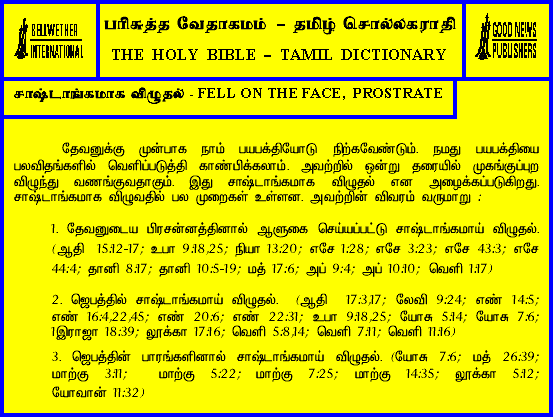 BELLWETHER
INTERNATIONAL
பரிசுத்த வேதாகமம் – தமிழ் சொல்லகராதி
THE HOLY BIBLE – TAMIL DICTIONARY
GOOD NEWS
PUBLISHERS
சாஷ்டாங்கமாக விழுதல் - FELL ON THE FACE, PROSTRATE
தேவனுக்கு முன்பாக நாம் பயபக்தியோடு நிற்கவேண்டும். நமது பயபக்தியை
பலவிதங்களில் வெளிப்படுத்தி காண்பிக்கலாம். அவற்றில் ஒன்று தரையில் முகங்குப்புற
விழுந்து வணங்குவதாகும். இது சாஷ்டாங்கமாக விழுதல் என அழைக்கப்படுகிறது.
சாஷ்டாங்கமாக விழுவதில் பல முறைகள் உள்ளன. அவற்றின் விவரம் வருமாறு :
1. தேவனுடைய பிரசன்னத்தினால் ஆளுகை செய்யப்பட்டு சாஷ்டாங்கமாய் விழுதல்.
(ஆதி 15:12-17; உபா 9:18,25; நியா 13:20; எசே 1:28; எசே 3:23; எசே 43:3; எசே
44:4; தானி 8:17; தானி 10:5-19; மத் 17:6; அப் 9:4; அப் 10:10; வெளி 1:17)
2. ஜெபத்தில் சாஷ்டாங்கமாய் விழுதல். (ஆதி 17:3,17; லேவி 9:24; எண் 14:5;
எண் 16:4,22,45; எண் 20:6; எண் 22:31; உபா 9:18,25; யோசு 5:14; யோசு 7:6;
1இராஜா 18:39; லூக்கா 17:16; வெளி 5:8,14; வெளி 7:11; வெளி 11:16)
3. ஜெபத்தின் பாரங்களினால் சாஷ்டாங்கமாய் விழுதல். (யோசு 7:6; மத் 26:39;
மாற்கு 3:11; மாற்கு 5:22; மாற்கு 7:25; மாற்கு 14:35; லூக்கா 5:12;
யோவான் 11:32)